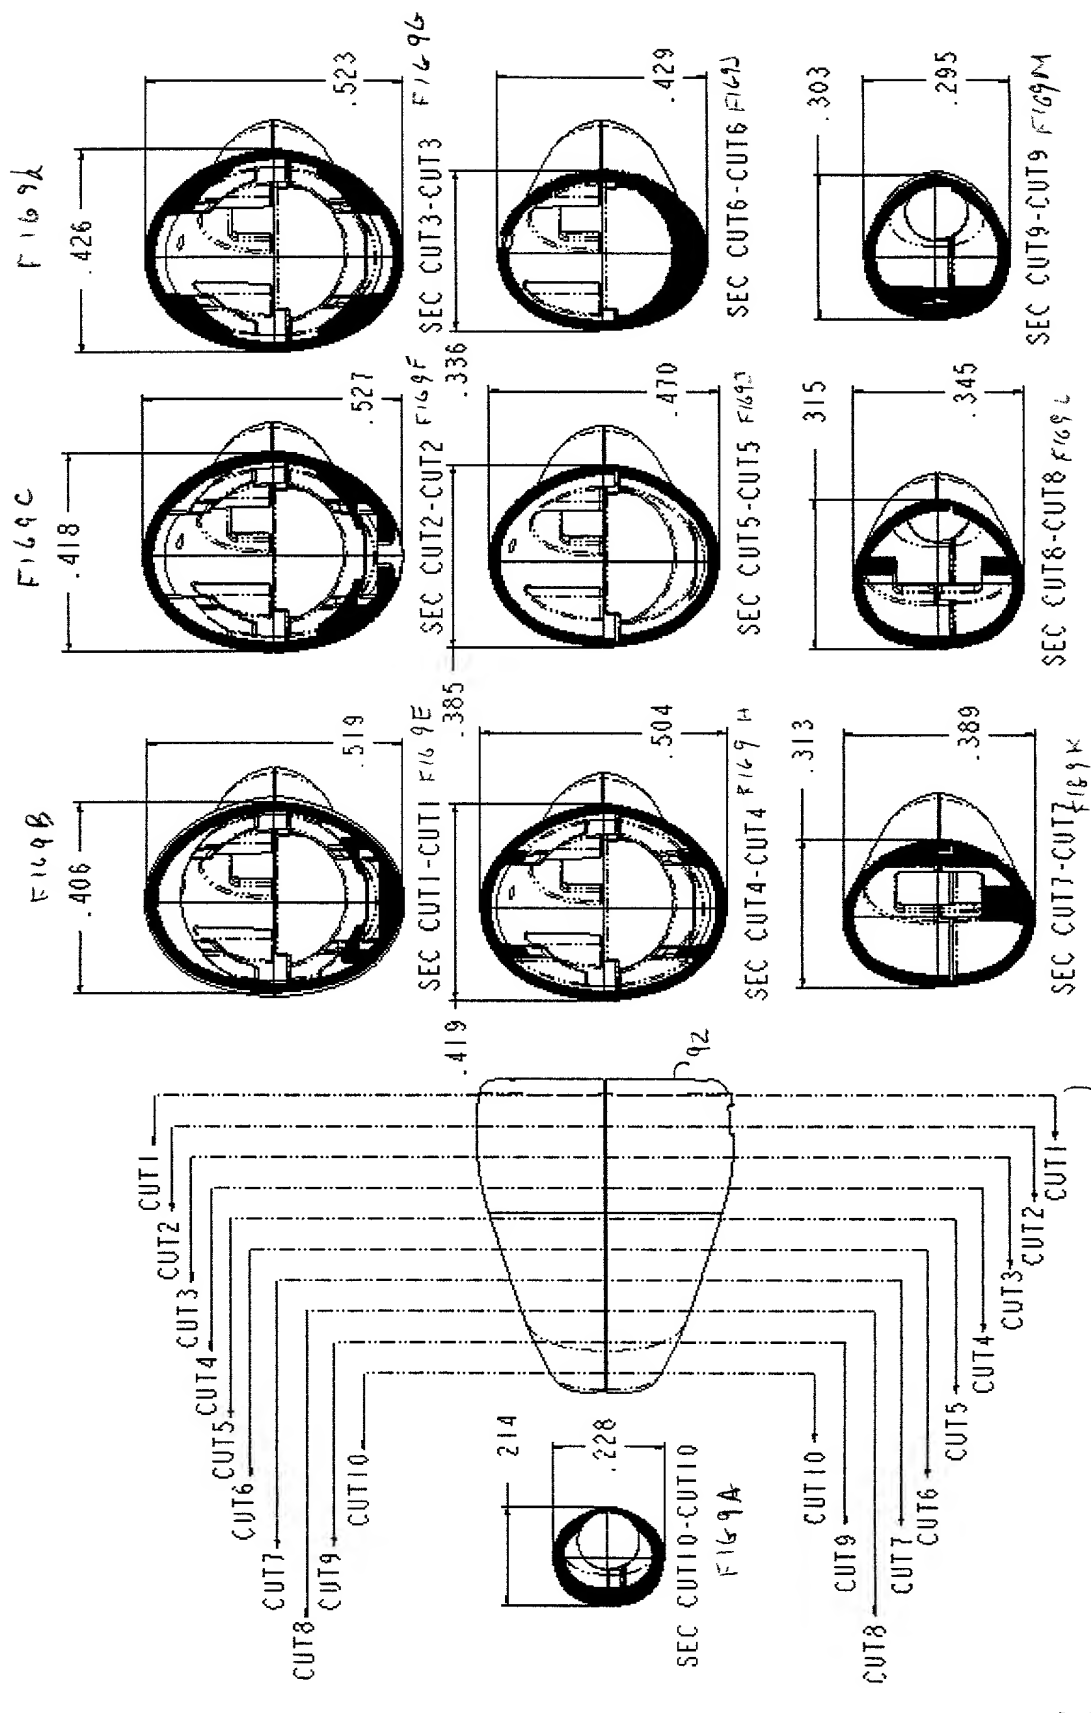 FIG 9B
.406
.519
SEC CUT1-CUT1 FIG 9E
FIG 9C
.418
.527
SEC CUT2-CUT2 FIG 9F
.426
.523
SEC CUT3-CUT3 FIG 9G
.419
.504
SEC CUT4-CUT4 FIG 9 H
.385
.470
SEC CUT5-CUT5
.336
.429
SEC CUT6-CUT6
.313
.389
SEC CUT7-CUT7 FIG 9K
.315
.345
SEC CUT8-CUT8 FIG 9L
.303
.295
SEC CUT9-CUT9 FIG 9M
.214
.228
SEC CUT10-CUT10
FIG 9A
92
CUT1
CUT2
CUT3
CUT4
CUT5
CUT6
CUT7
CUT8
CUT9
CUT10
CUT10
CUT9
CUT8
CUT7
CUT6
CUT5
CUT4
CUT3
CUT2
CUT1